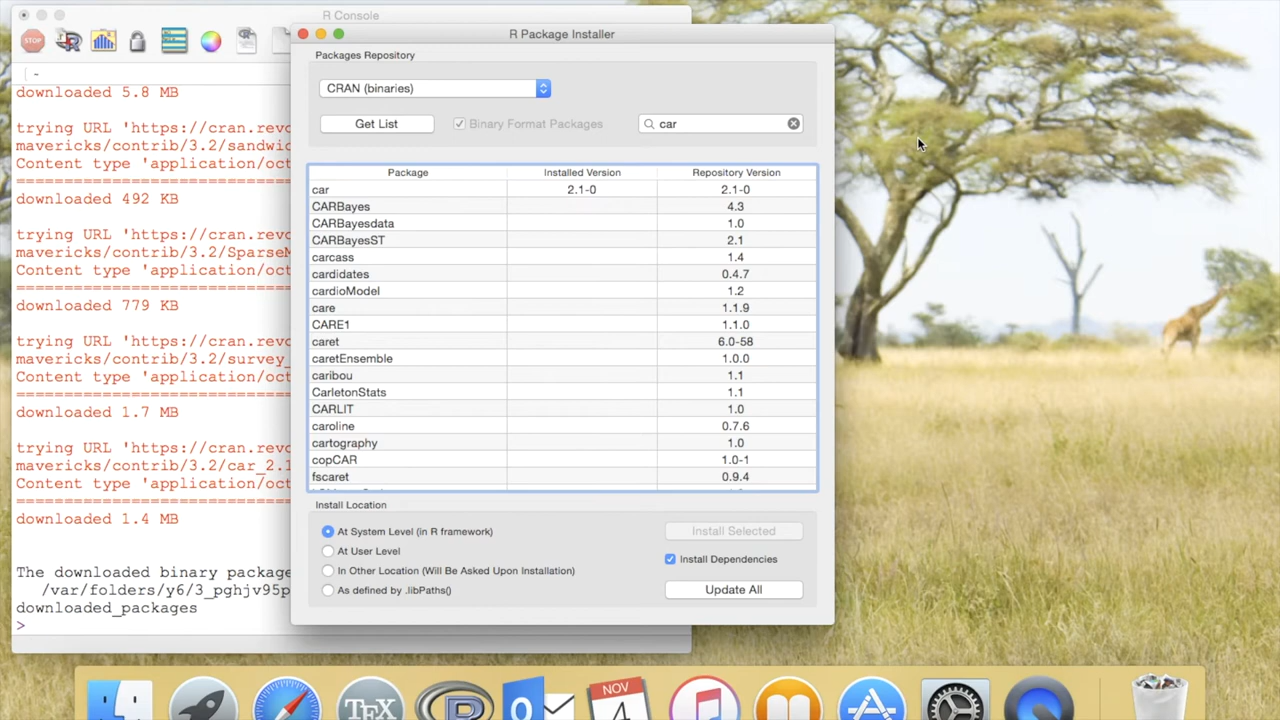 R Console
STOP
-
downloaded 5.8 MB
trying URL 'https://cran.revo
mavericks/contrib/3.2/sandwic
Content type 'application/oct
downloaded 492 KB
trying URL 'https://cran.revo
mavericks/contrib/3.2/SparseM
Content type 'application/oct
downloaded 779 KB
trying URL 'https://cran.revo
mavericks/contrib/3.2/survey_
Content type 'application/oct
downloaded 1.7 MB
trying URL 'https://cran.revo
mavericks/contrib/3.2/car_2.1
Content type 'application/oct
downloaded 1.4 MB
The downloaded binary package
/var/folders/y6/3_pghjv95p
downloaded_packages
>
R Package Installer
Packages Repository
CRAN (binaries)
Get List Binary Format Packages car
Package Installed Version Repository Version
car 2.1-0 2.1-0
CARBayes 4.3
CARBayesdata 1.0
CARBayesST 2.1
carcass 1.4
cardidates 0.4.7
cardioModel 1.2
care 1.1.9
CARE1 1.1.0
caret 6.0-58
caretEnsemble 1.0.0
caribou 1.1
CarletonStats 1.1
CARLIT 1.0
caroline 0.7.6
cartography 1.0
copCAR 1.0-1
fscaret 0.9.4
Install Location
At System Level (in R framework) Install Selected
At User Level Install Dependencies
In Other Location (Will Be Asked Upon Installation)
As defined by .libPaths() Update All
TEX R NOV
4